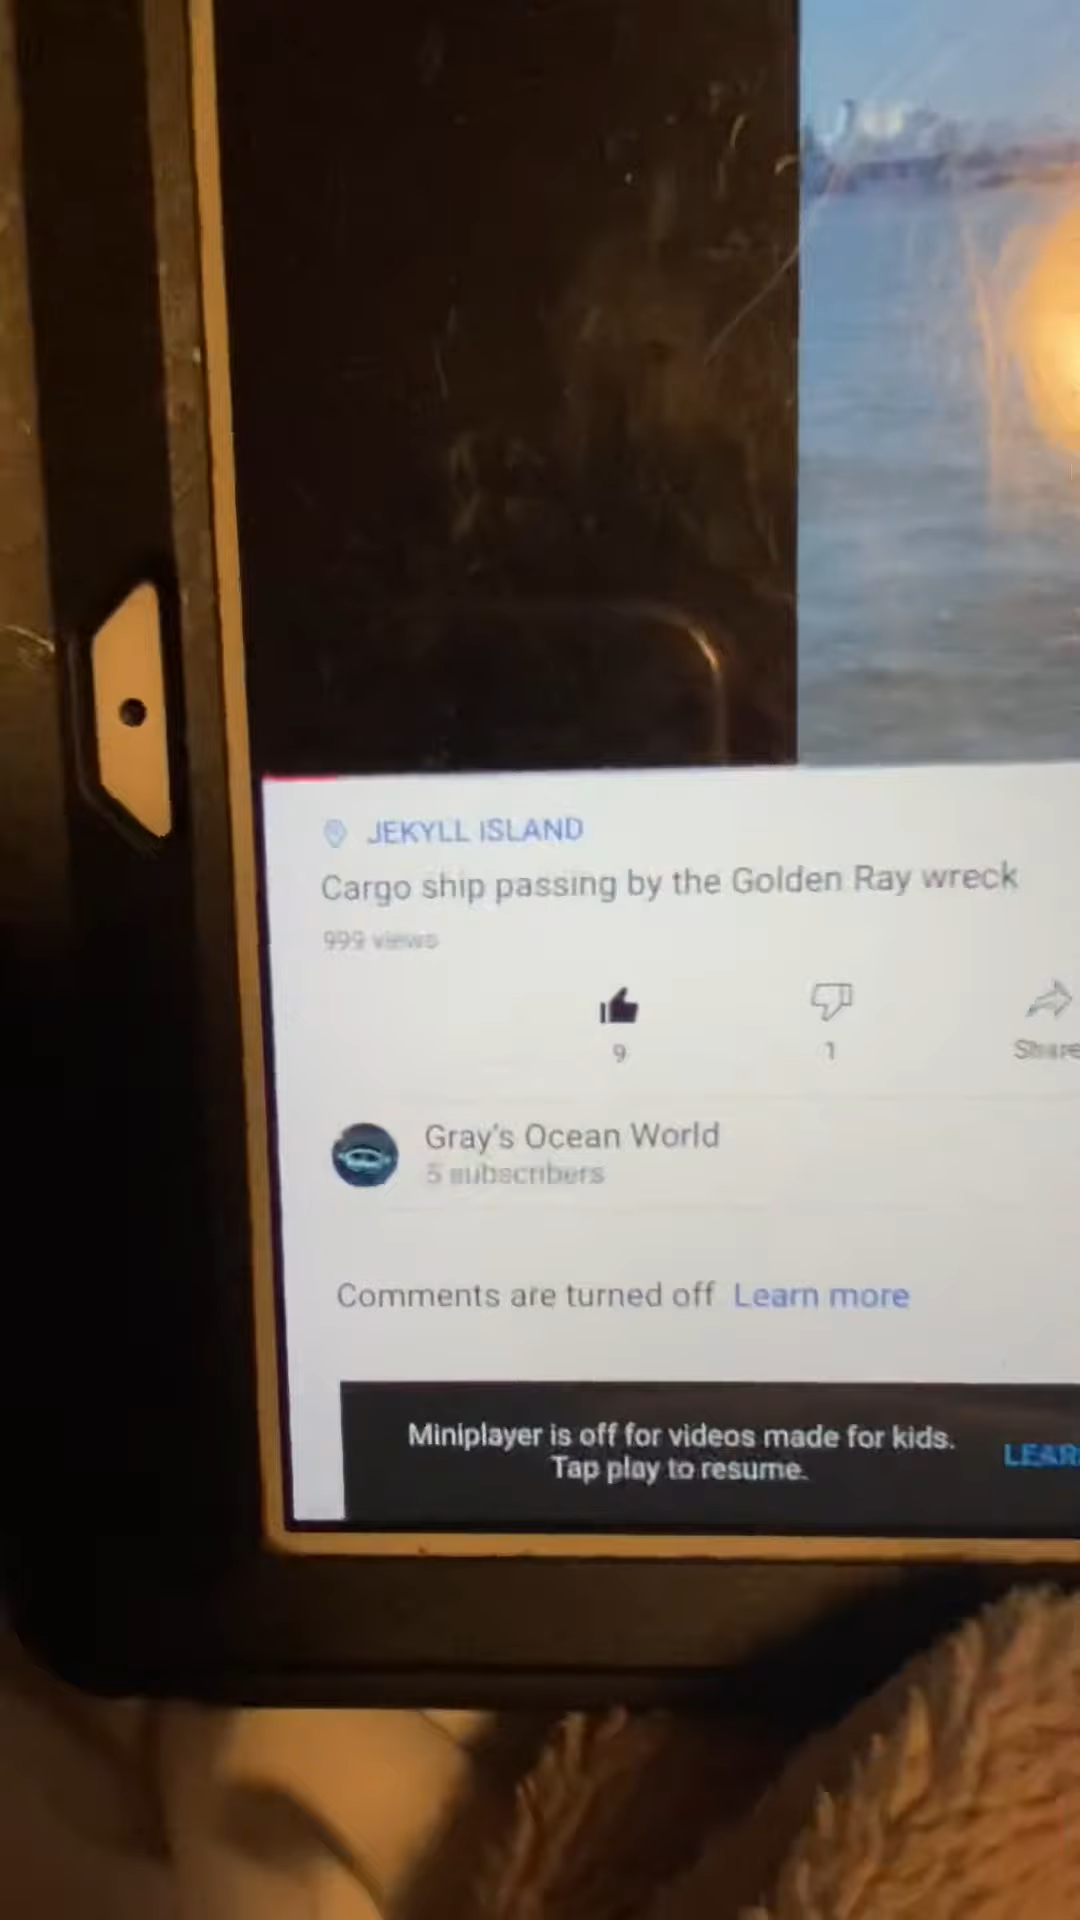 JEKYLL ISLAND
Cargo ship passing by the Golden Ray wreck
999 views
9
1
Share
Gray's Ocean World
5 subscribers
Comments are turned off Learn more
Miniplayer is off for videos made for kids.
Tap play to resume.
LEAR